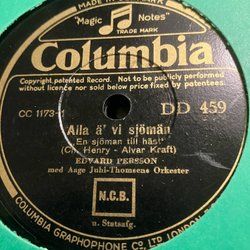 MADE IN
"Magic Notes"
TRADE MARK
Columbia
Copyright patented Record. Not to be publicly performed
without licence, nor sold below price fixed by patentees.
CC 1173-1
DD 459
Alla ä' vi sjömän
"En sjöman till häst"
(Ch. Henry - Alvar Kraft)
EDVARD PERSSON
med Aage Juhl-Thomsens Orkester
N.C.B.
u. Statsafg.
COLUMBIA GRAPHOPHONE CO. LTD. LONDON